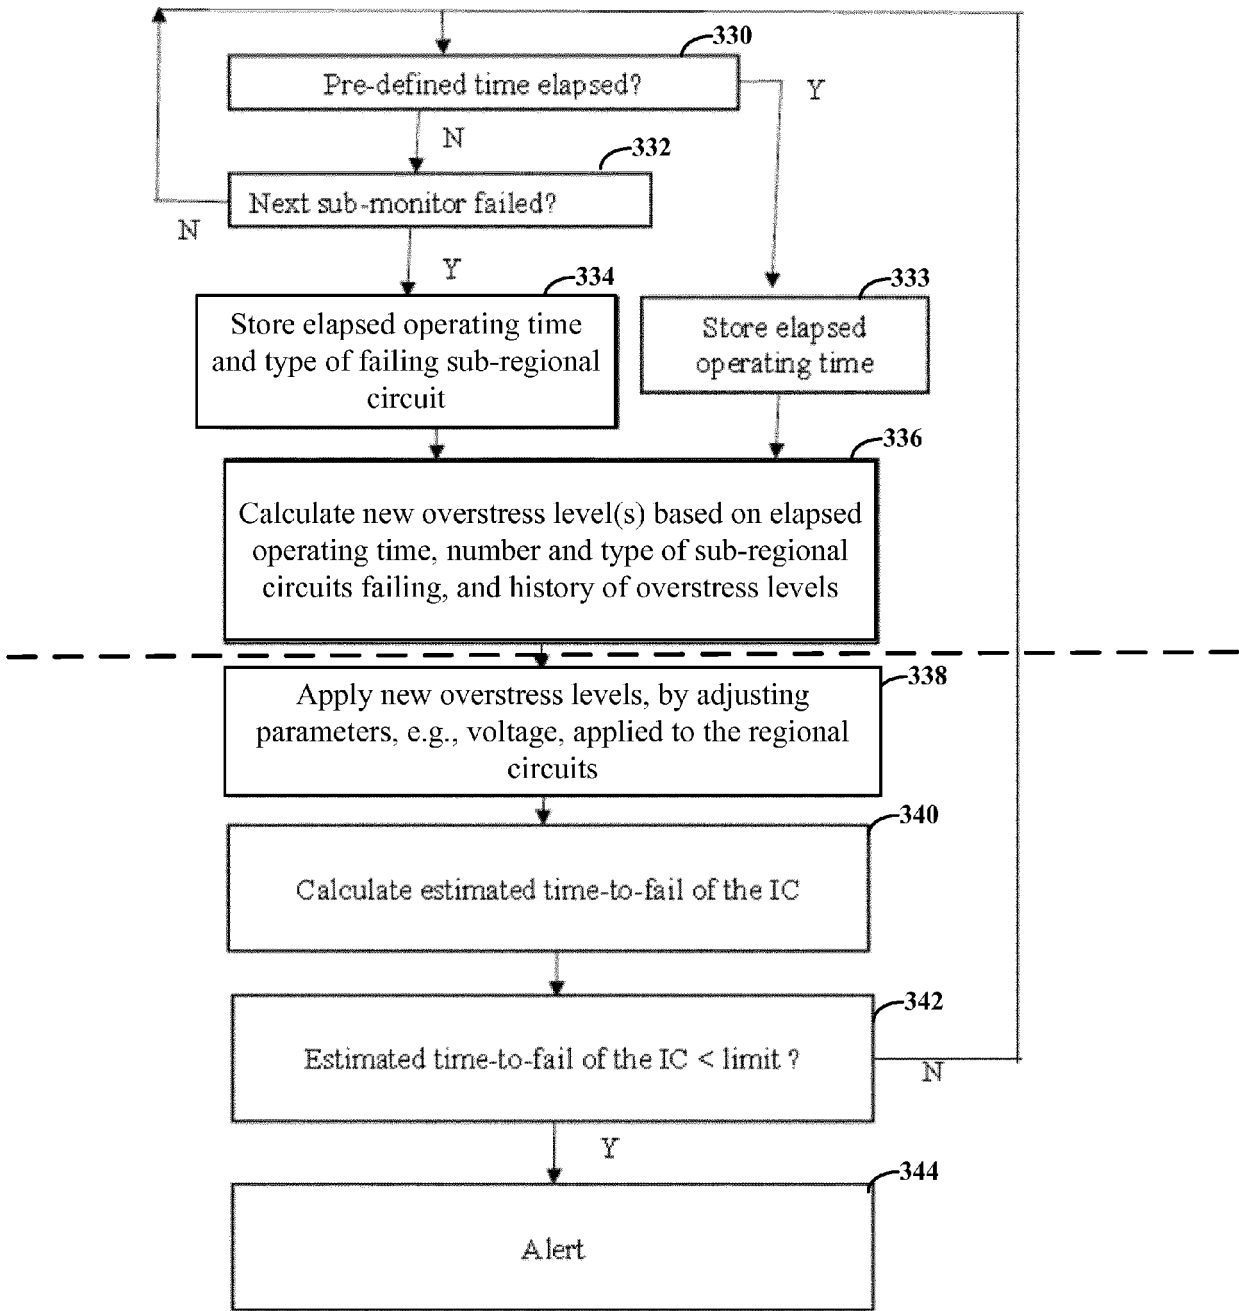 330
Pre-defined time elapsed?
Y
N
332
Next sub-monitor failed?
N
Y
334
333
Store elapsed operating time
and type of failing sub-regional
circuit
Store elapsed
operating time
336
Calculate new overstress level(s) based on elapsed
operating time, number and type of sub-regional
circuits failing, and history of overstress levels
338
Apply new overstress levels, by adjusting
parameters, e.g., voltage, applied to the regional
circuits
340
Calculate estimated time-to-fail of the IC
342
Estimated time-to-fail of the IC < limit ?
N
Y
344
Alert